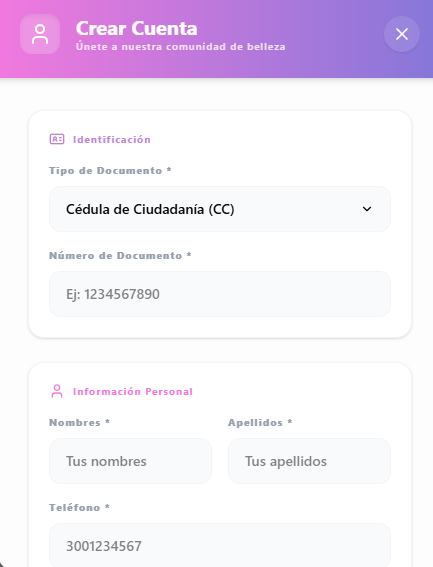 Crear Cuenta
Únete a nuestra comunidad de belleza
Identificación
Tipo de Documento *
Cédula de Ciudadanía (CC)
Número de Documento *
Ej: 1234567890
Información Personal
Nombres * Apellidos *
Tus nombres Tus apellidos
Teléfono *
3001234567